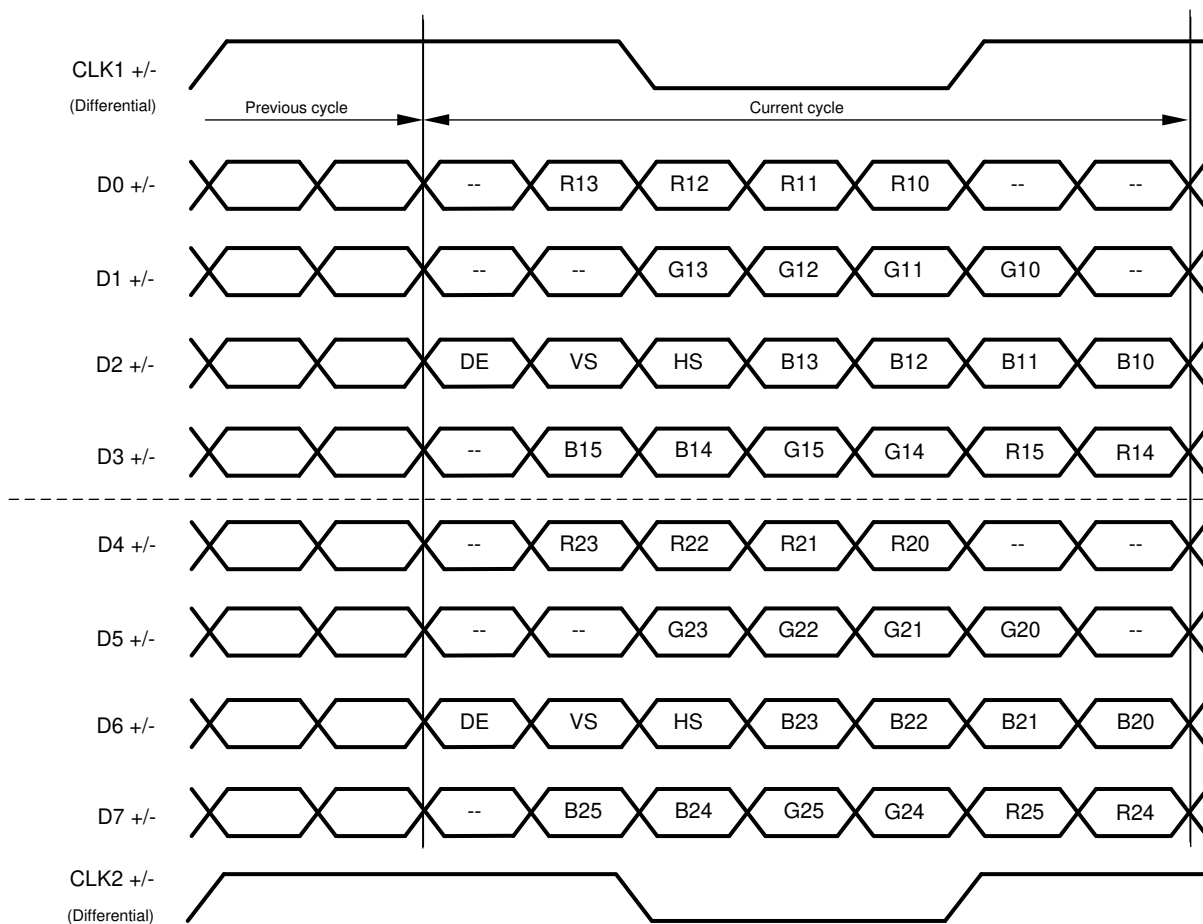 CLK1 +/-
(Differential)
Previous cycle
Current cycle
D0 +/- -- R13 R12 R11 R10 -- --
D1 +/- -- -- G13 G12 G11 G10 --
D2 +/- DE VS HS B13 B12 B11 B10
D3 +/- -- B15 B14 G15 G14 R15 R14
D4 +/- -- R23 R22 R21 R20 -- --
D5 +/- -- -- G23 G22 G21 G20 --
D6 +/- DE VS HS B23 B22 B21 B20
D7 +/- -- B25 B24 G25 G24 R25 R24
CLK2 +/-
(Differential)